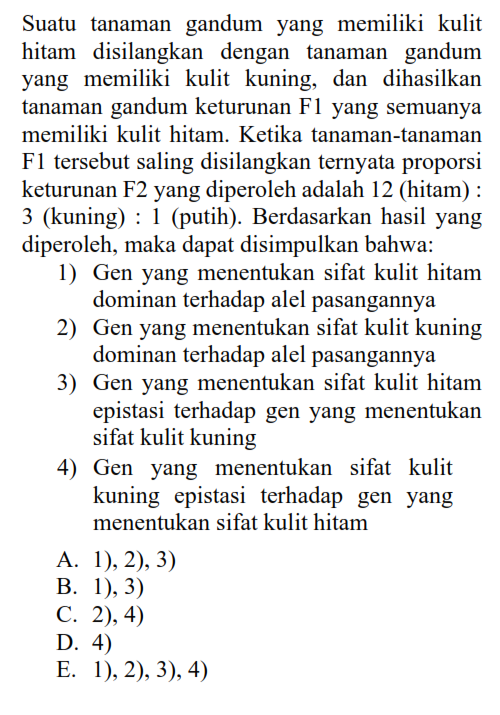 Suatu tanaman gandum yang memiliki kulit
hitam disilangkan dengan tanaman gandum
yang memiliki kulit kuning, dan dihasilkan
tanaman gandum keturunan F1 yang semuanya
memiliki kulit hitam. Ketika tanaman-tanaman
F1 tersebut saling disilangkan ternyata proporsi
keturunan F2 yang diperoleh adalah 12 (hitam) :
3 (kuning) : 1 (putih). Berdasarkan hasil yang
diperoleh, maka dapat disimpulkan bahwa:
1) Gen yang menentukan sifat kulit hitam
dominan terhadap alel pasangannya
2) Gen yang menentukan sifat kulit kuning
dominan terhadap alel pasangannya
3) Gen yang menentukan sifat kulit hitam
epistasi terhadap gen yang menentukan
sifat kulit kuning
4) Gen yang menentukan sifat kulit
kuning epistasi terhadap gen yang
menentukan sifat kulit hitam
A. 1), 2), 3)
B. 1), 3)
C. 2), 4)
D. 4)
E. 1), 2), 3), 4)